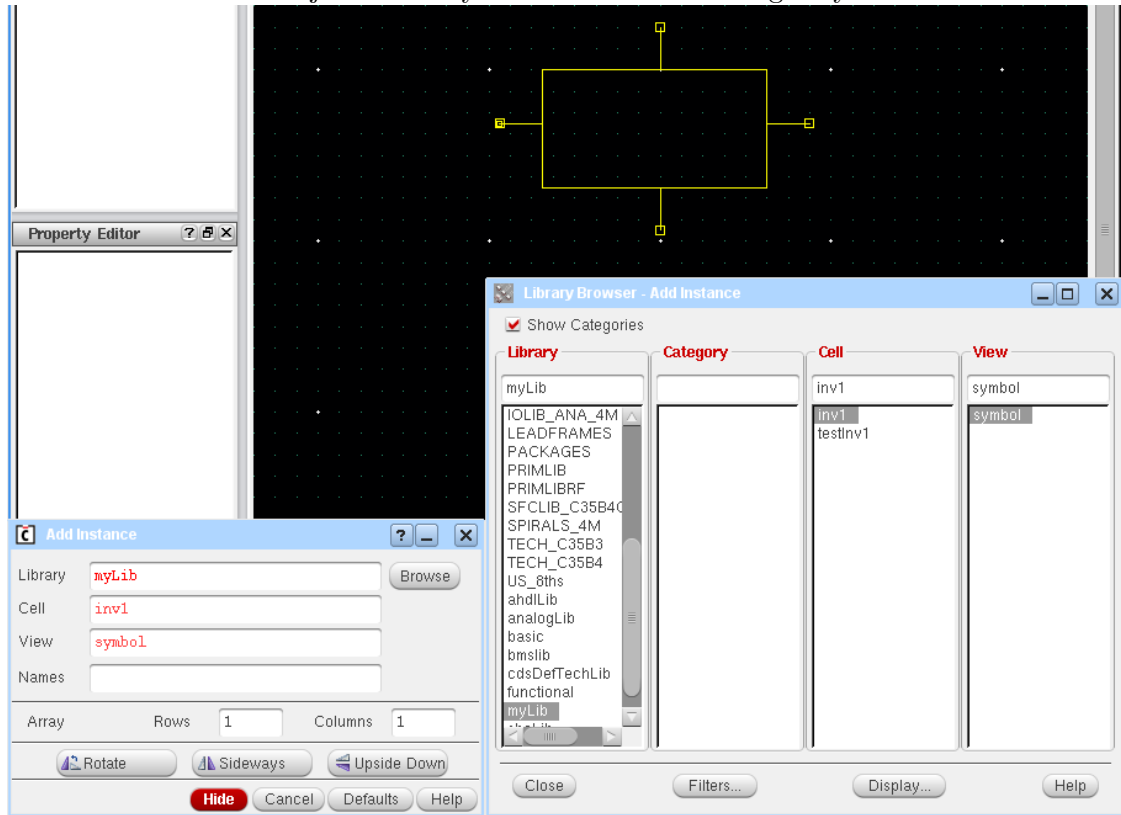 Property Editor
Library Browser - Add Instance
Show Categories
Library Category Cell View
myLib inv1 symbol
IOLIB_ANA_4M inv1 symbol
LEADFRAMES testInv1
PACKAGES
PRIMLIB
PRIMLIBRF
SFCLIB_C35B4
SPIRALS_4M
TECH_C35B3
TECH_C35B4
US_8ths
ahdlLib
analogLib
basic
bmslib
cdsDefTechLib
functional
myLib
Close Filters... Display... Help
Add Instance
Library myLib Browse
Cell inv1
View symbol
Names
Array Rows 1 Columns 1
Rotate Sideways Upside Down
Hide Cancel Defaults Help